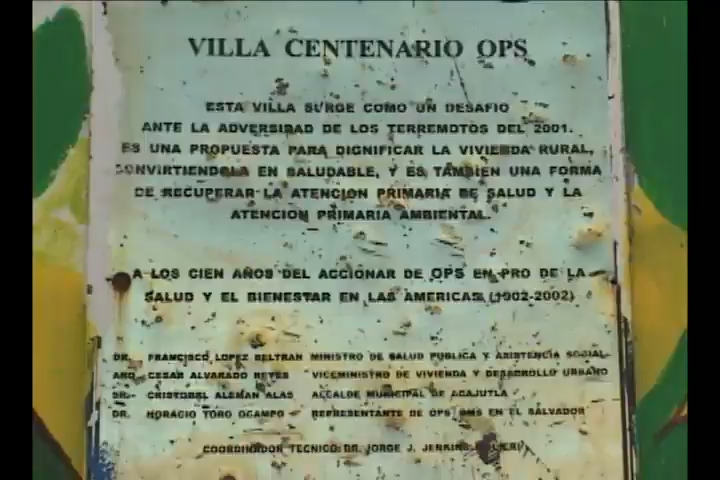 VILLA CENTENARIO OPS
ESTA VILLA SURGE COMO UN DESAFIO
ANTE LA ADVERSIDAD DE LOS TERREMOTOS DEL 2001.
ES UNA PROPUESTA PARA DIGNIFICAR LA VIVIENDA RURAL,
CONVIRTIENDOLA EN SALUDABLE, Y ES TAMBIEN UNA FORMA
DE RECUPERAR LA ATENCION PRIMARIA DE SALUD Y LA
ATENCION PRIMARIA AMBIENTAL.
A LOS CIEN AÑOS DEL ACCIONAR DE OPS EN PRO DE LA
SALUD Y EL BIENESTAR EN LAS AMERICAS (1902-2002)
DR. FRANCISCO LOPEZ BELTRAN MINISTRO DE SALUD PUBLICA Y ASISTENCIA SOCIAL
ARQ CESAR ALVARADO REYES VICEMINISTRO DE VIVIENDA Y DESARROLLO URBANO
DR. CRISTOBEL ALEMAN ALAS ALCALDE MUNICIPAL DE ACAJUTLA
DR. HORACIO TORO OCAMPO REPRESENTANTE DE OPS/OMS EN EL SALVADOR
COORDINADOR TECNICO: DR. JORGE J. JENKINS